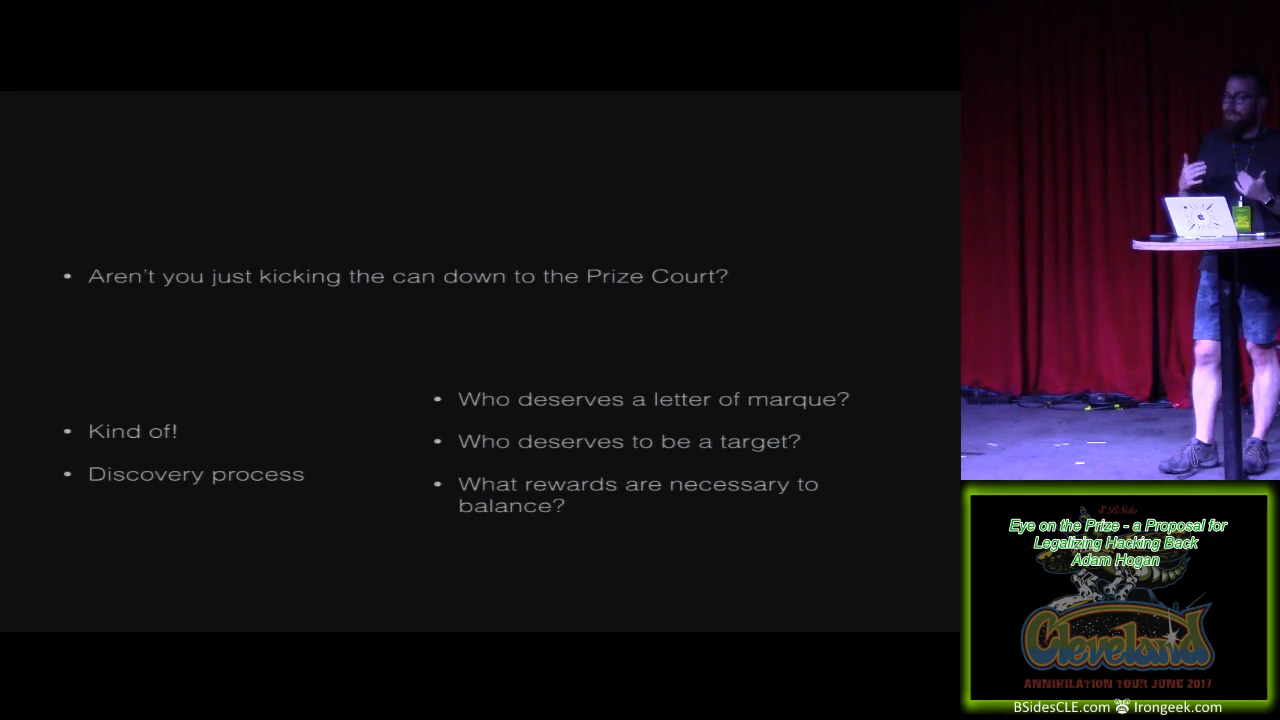 • Aren't you just kicking the can down to the Prize Court?
• Kind of!
• Discovery process
• Who deserves a letter of marque?
• Who deserves to be a target?
• What rewards are necessary to
balance?
BSides
Eye on the Prize - a Proposal for
Legalizing Hacking Back
Adam Hogan
Cleveland
ANNIHILATION TOUR JUNE 2017
BSidesCLE.com Irongeek.com